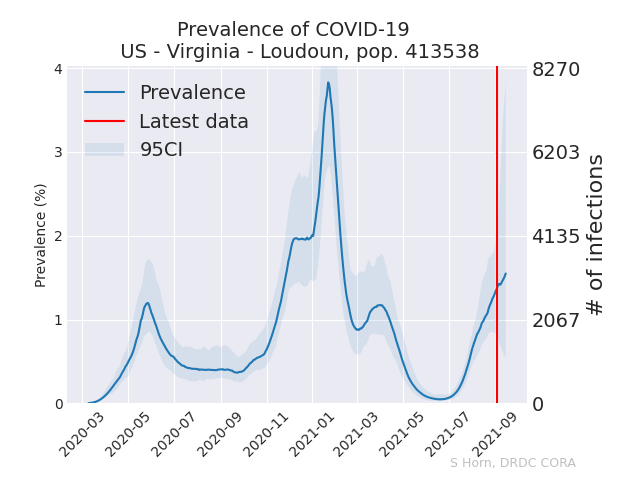 Prevalence of COVID-19
US - Virginia - Loudoun, pop. 413538
Prevalence
Latest data
95CI
Prevalence (%)
4
3
2
1
0
8270
6203
4135
2067
0
# of infections
2020-03
2020-05
2020-07
2020-09
2020-11
2021-01
2021-03
2021-05
2021-07
2021-09
S Horn, DRDC CORA